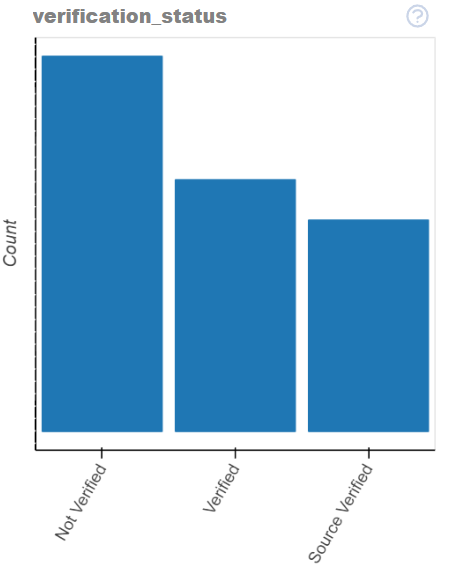 verification_status
?
Count
Not Verified
Verified
Source Verified